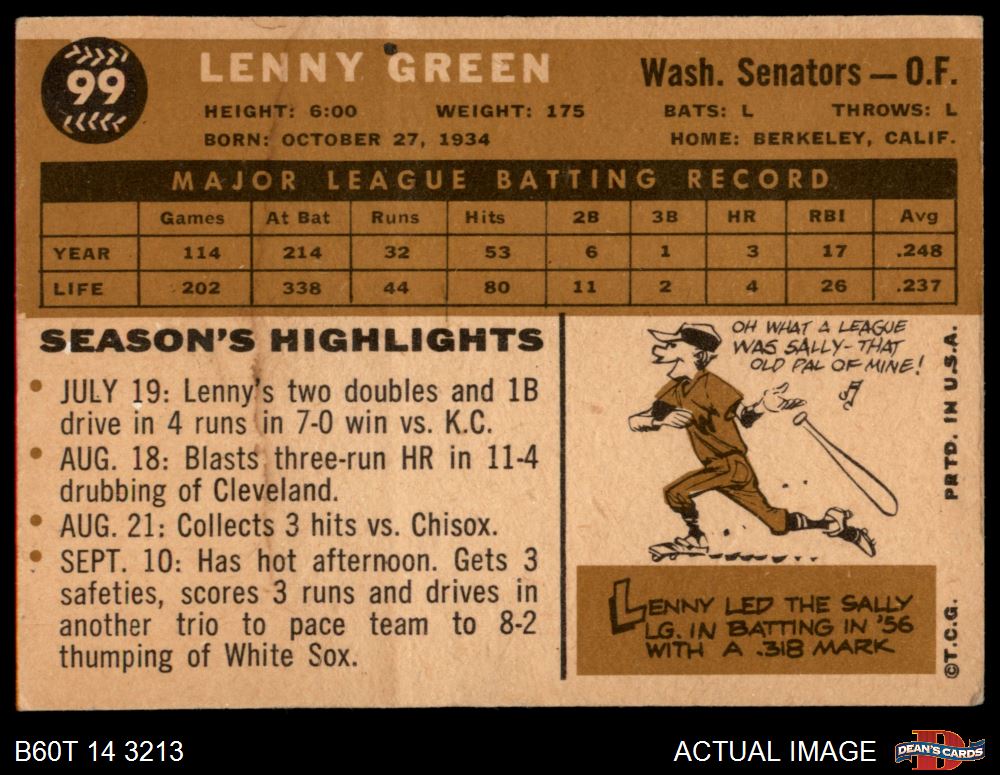 99
LENNY GREEN
Wash. Senators — O.F.
HEIGHT: 6:00 WEIGHT: 175 BATS: L THROWS: L
BORN: OCTOBER 27, 1934 HOME: BERKELEY, CALIF.
MAJOR LEAGUE BATTING RECORD
Games At Bat Runs Hits 2B 3B HR RBI Avg
YEAR 114 214 32 53 6 1 3 17 .248
LIFE 202 338 44 80 11 2 4 26 .237
SEASON'S HIGHLIGHTS
• JULY 19: Lenny's two doubles and 1B
drive in 4 runs in 7-0 win vs. K.C.
• AUG. 18: Blasts three-run HR in 11-4
drubbing of Cleveland.
• AUG. 21: Collects 3 hits vs. Chisox.
• SEPT. 10: Has hot afternoon. Gets 3
safeties, scores 3 runs and drives in
another trio to pace team to 8-2
thumping of White Sox.
OH WHAT A LEAGUE
WAS SALLY-THAT
OLD PAL OF MINE!
W
LENNY LED THE SALLY
LG. IN BATTING IN '56
WITH A .318 MARK
©T.C.G. PRTD. IN U.S.A.
B60T 14 3213
ACTUAL IMAGE
D
DEAN'S CARDS